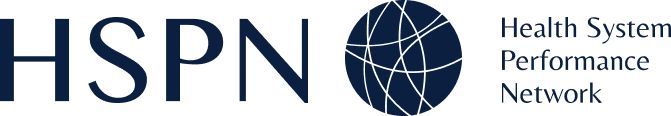 HSPN
Health System
Performance
Network